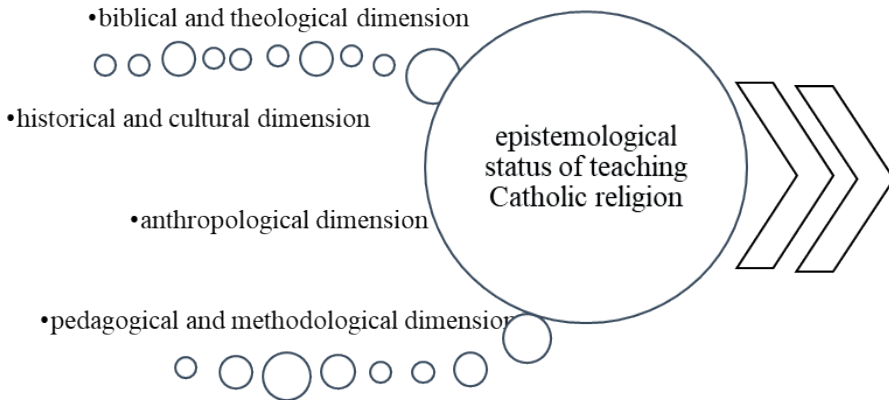 •biblical and theological dimension
•historical and cultural dimension
•anthropological dimension
•pedagogical and methodological dimension
epistemological
status of teaching
Catholic religion